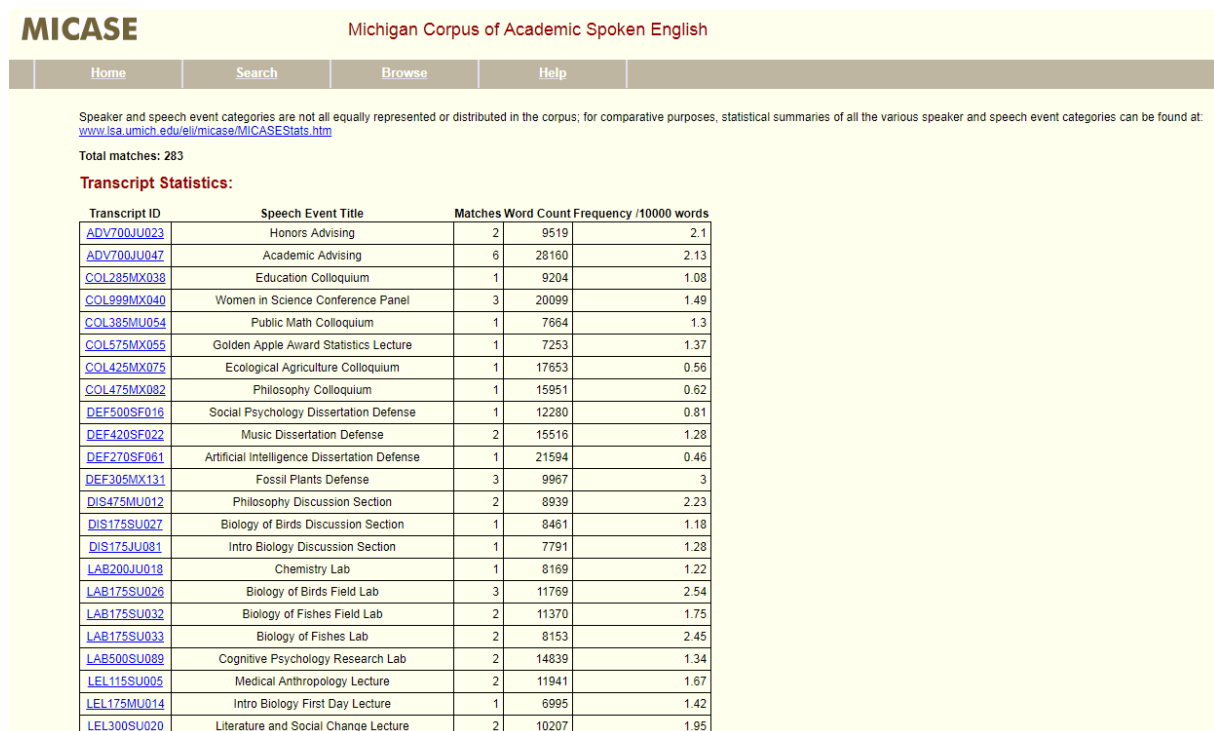 MICASE
Michigan Corpus of Academic Spoken English
Home Search Browse Help
Speaker and speech event categories are not all equally represented or distributed in the corpus; for comparative purposes, statistical summaries of all the various speaker and speech event categories can be found at:
www.lsa.umich.edu/eli/micase/MICASEStats.htm
Total matches: 283
Transcript Statistics:
Transcript ID Speech Event Title Matches Word Count Frequency /10000 words
ADV700JU023 Honors Advising 2 9519 2.1
ADV700JU047 Academic Advising 6 28160 2.13
COL285MX038 Education Colloquium 1 9204 1.08
COL999MX040 Women in Science Conference Panel 3 20099 1.49
COL385MU054 Public Math Colloquium 1 7664 1.3
COL575MX055 Golden Apple Award Statistics Lecture 1 7253 1.37
COL425MX075 Ecological Agriculture Colloquium 1 17653 0.56
COL475MX082 Philosophy Colloquium 1 15951 0.62
DEF500SF016 Social Psychology Dissertation Defense 1 12280 0.81
DEF420SF022 Music Dissertation Defense 2 15516 1.28
DEF270SF061 Artificial Intelligence Dissertation Defense 1 21594 0.46
DEF305MX131 Fossil Plants Defense 3 9967 3
DIS475MU012 Philosophy Discussion Section 2 8939 2.23
DIS175SU027 Biology of Birds Discussion Section 1 8461 1.18
DIS175JU081 Intro Biology Discussion Section 1 7791 1.28
LAB200JU018 Chemistry Lab 1 8169 1.22
LAB175SU026 Biology of Birds Field Lab 3 11769 2.54
LAB175SU032 Biology of Fishes Field Lab 2 11370 1.75
LAB175SU033 Biology of Fishes Lab 2 8153 2.45
LAB500SU089 Cognitive Psychology Research Lab 2 14839 1.34
LEL115SU005 Medical Anthropology Lecture 2 11941 1.67
LEL175MU014 Intro Biology First Day Lecture 1 6995 1.42
LEL300SU020 Literature and Social Change Lecture 2 10207 1.95